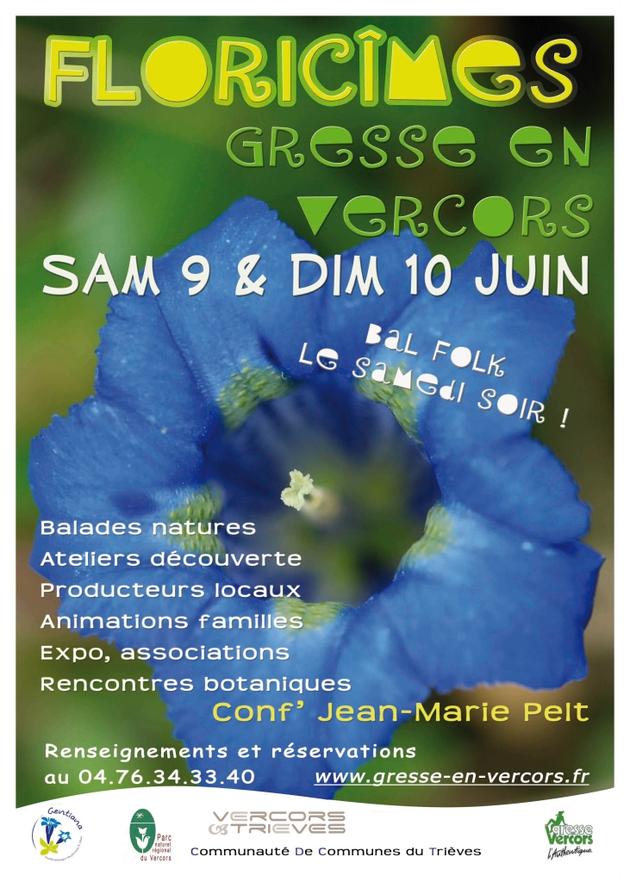 FLORICÎMES
GRESSE EN
VERCORS
SAM 9 & DIM 10 JUIN
BAL FOLK
LE SAMEDI SOIR !
Balades natures
Ateliers découverte
Producteurs locaux
Animations familles
Expo, associations
Rencontres botaniques
Conf' Jean-Marie Pelt
Renseignements et réservations
au 04.76.34.33.40 www.gresse-en-vercors.fr
Gentiana
Parc
naturel
régional
du Vercors
VERCORS
& TRIÈVES
Communauté De Communes du Trièves
gresse
en Vercors
l'Authentique